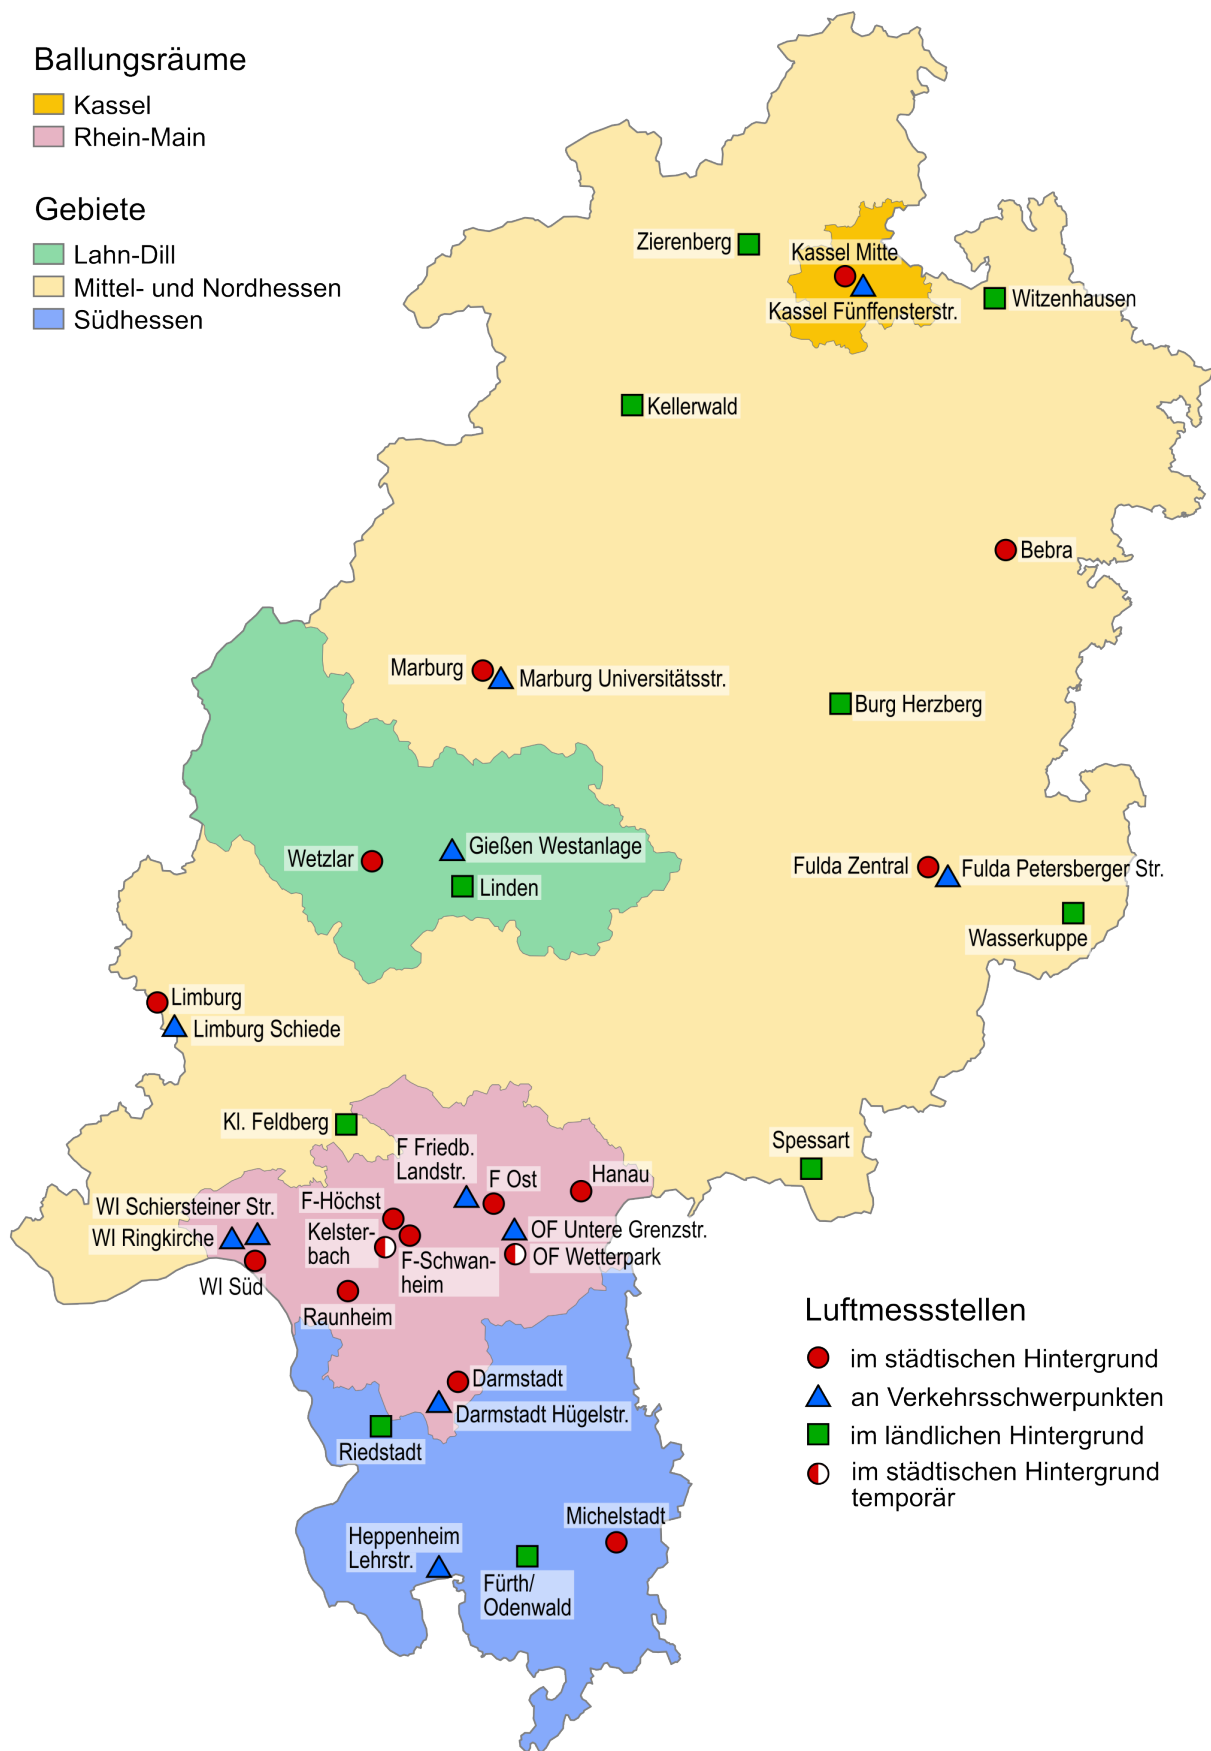 Ballungsräume
Kassel
Rhein-Main
Gebiete
Lahn-Dill
Mittel- und Nordhessen
Südhessen
Zierenberg
Kassel Mitte
Kassel Fünffensterstr.
Witzenhausen
Kellerwald
Bebra
Marburg
Marburg Universitätsstr.
Burg Herzberg
Wetzlar
Gießen Westanlage
Linden
Fulda Zentral
Fulda Petersberger Str.
Wasserkuppe
Limburg
Limburg Schiede
Kl. Feldberg
F Friedb.
Landstr.
F Ost
Hanau
Spessart
WI Schiersteiner Str.
WI Ringkirche
WI Süd
F-Höchst
Kelster-
bach
F-Schwan-
heim
OF Untere Grenzstr.
OF Wetterpark
Raunheim
Darmstadt
Darmstadt Hügelstr.
Riedstadt
Michelstadt
Heppenheim
Lehrstr.
Fürth/
Odenwald
Luftmessstellen
im städtischen Hintergrund
an Verkehrsschwerpunkten
im ländlichen Hintergrund
im städtischen Hintergrund
temporär